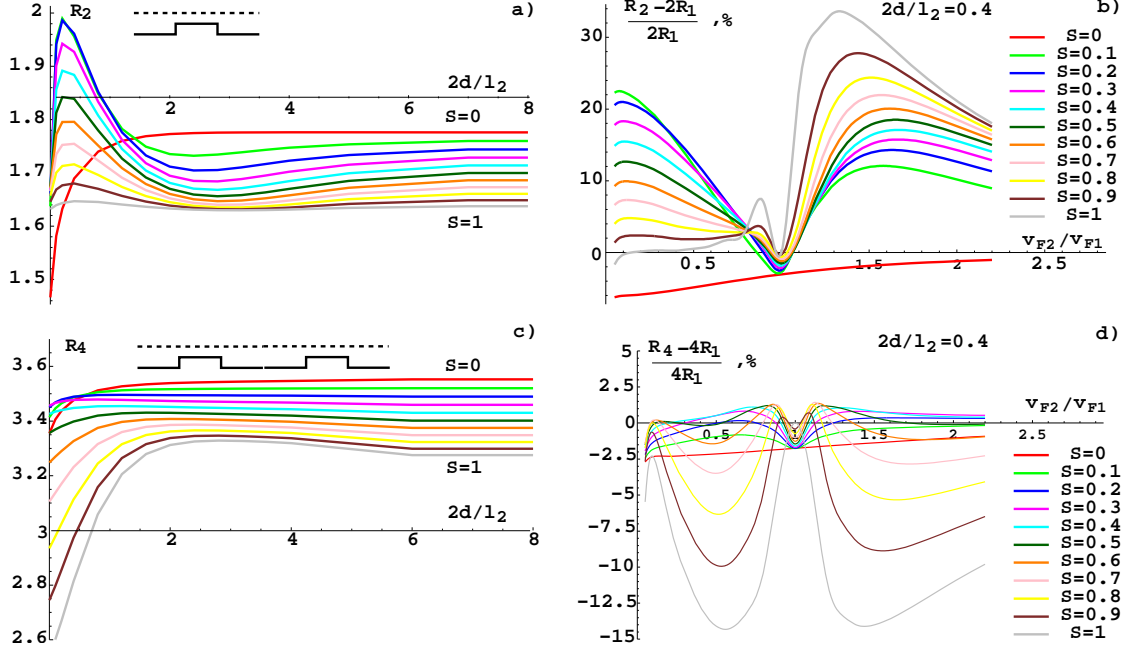 2
R2
a)
1.9
2d/l2
2 4 6 8
1.8
S=0
1.7
1.6
S=1
1.5
R2-2R1
2R1
,%
2d/l2=0.4
b)
30
20
10
0
0.5 1 1.5 2 2.5
vF2/vF1
S=0
S=0.1
S=0.2
S=0.3
S=0.4
S=0.5
S=0.6
S=0.7
S=0.8
S=0.9
S=1
R4
c)
3.6
S=0
3.4
3.2
S=1
2d/l2
3
2 4 6 8
2.8
2.6
R4-4R1
4R1
,%
2d/l2=0.4
d)
5
2.5
vF2/vF1
0
0.5 1 1.5 2 2.5
-2.5
-5
-7.5
-10
-12.5
-15
S=0
S=0.1
S=0.2
S=0.3
S=0.4
S=0.5
S=0.6
S=0.7
S=0.8
S=0.9
S=1